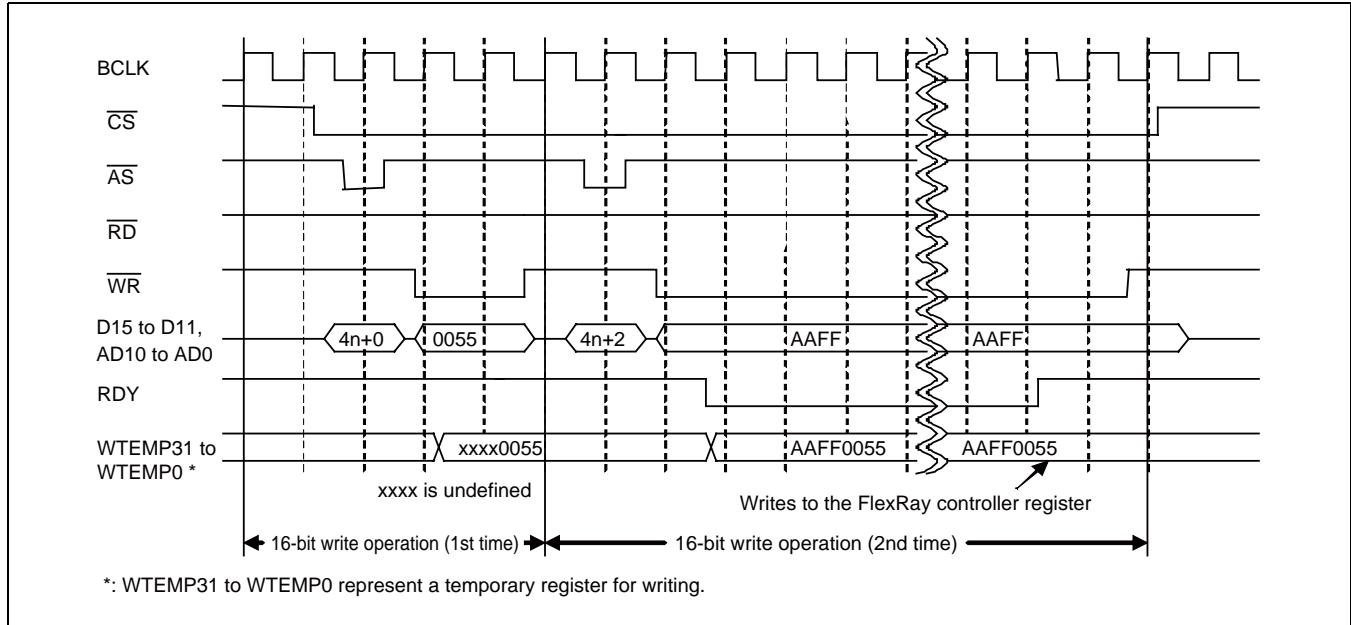 BCLK
CS
AS
RD
WR
D15 to D11,
AD10 to AD0
4n+0
0055
4n+2
AAFF
AAFF
RDY
WTEMP31 to
WTEMP0 *
xxxx0055
AAFF0055
AAFF0055
xxxx is undefined
Writes to the FlexRay controller register
16-bit write operation (1st time)
16-bit write operation (2nd time)
*: WTEMP31 to WTEMP0 represent a temporary register for writing.